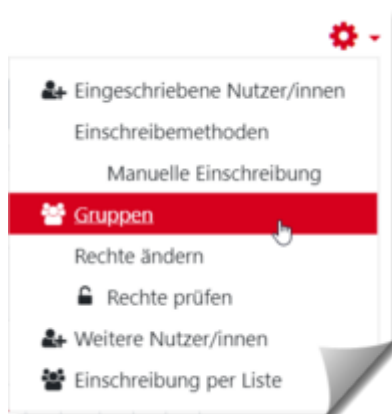 Eingeschriebene Nutzer/innen
Einschreibemethoden
Manuelle Einschreibung
Gruppen
Rechte ändern
Rechte prüfen
Weitere Nutzer/innen
Einschreibung per Liste